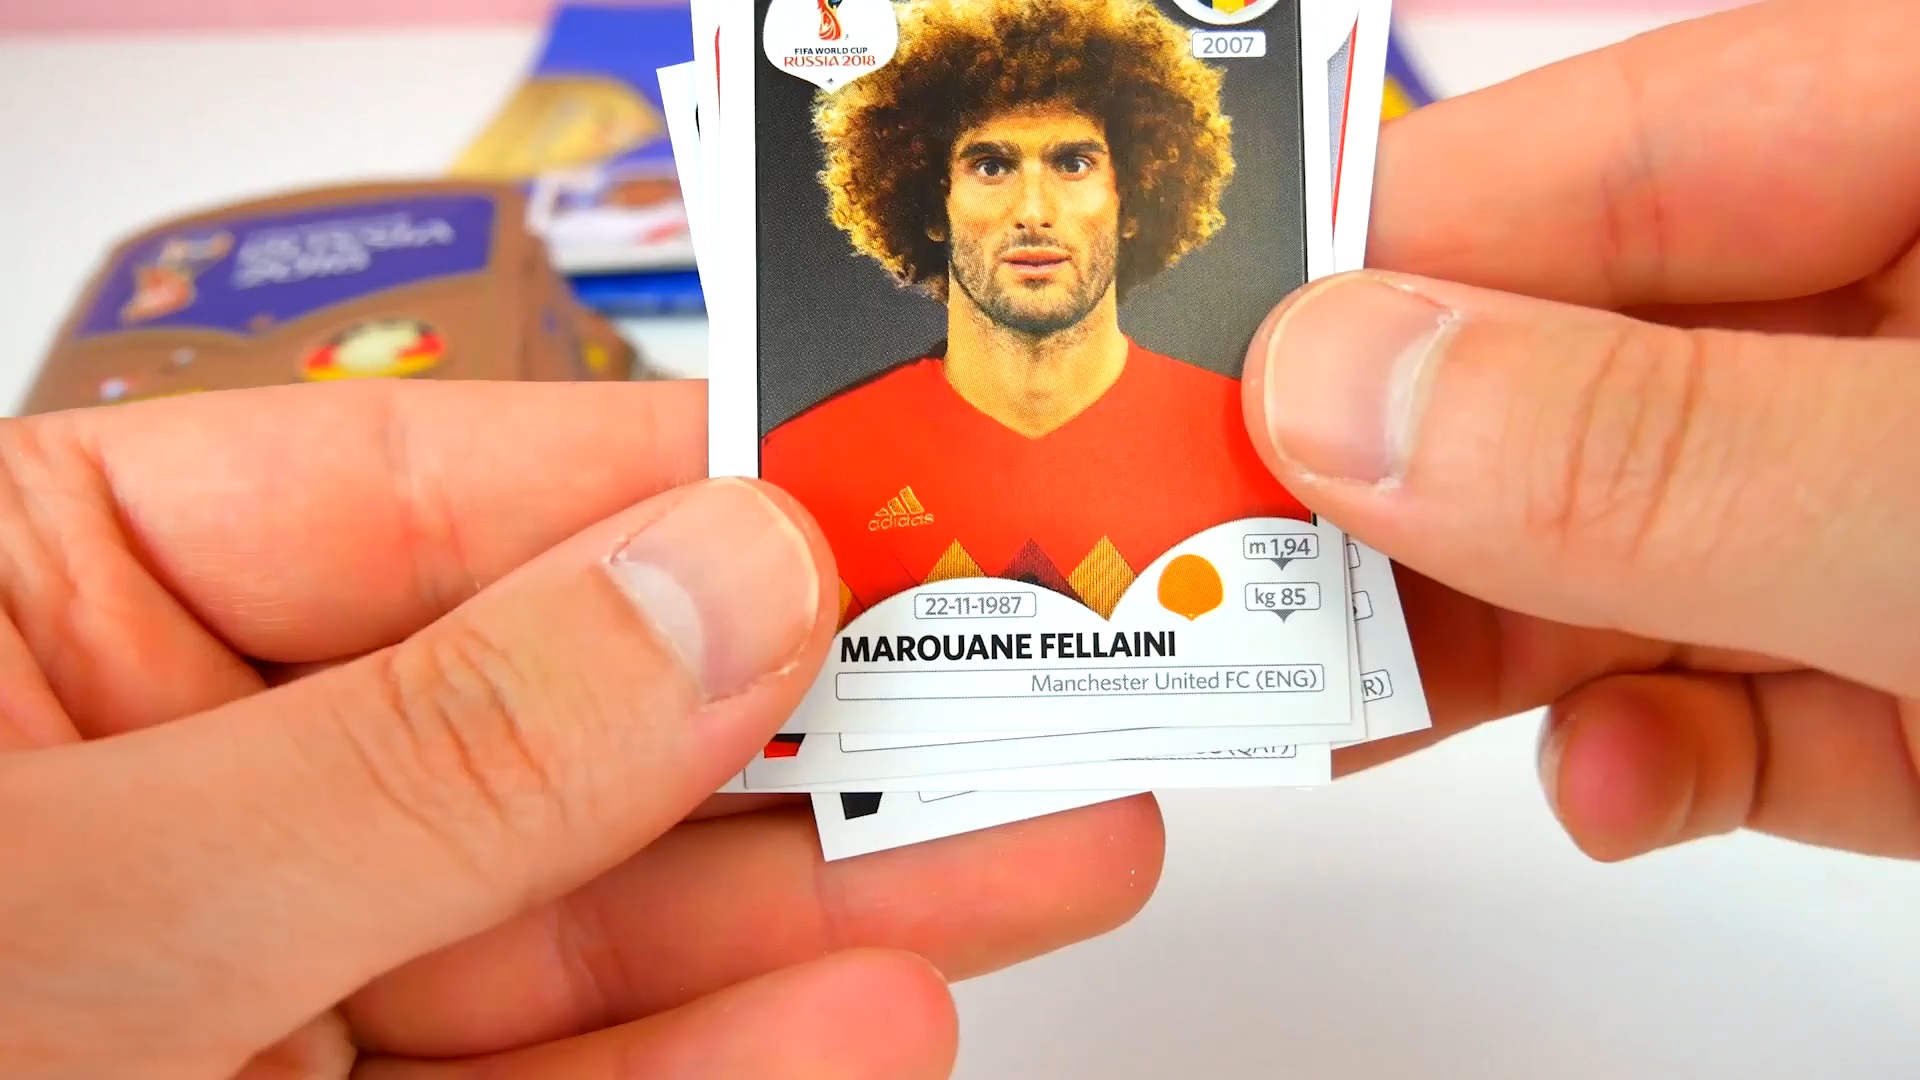 FIFA WORLD CUP
RUSSIA 2018
2007
adidas
m 1,94
kg 85
22-11-1987
MAROUANE FELLAINI
Manchester United FC (ENG)
R)
(QAT)